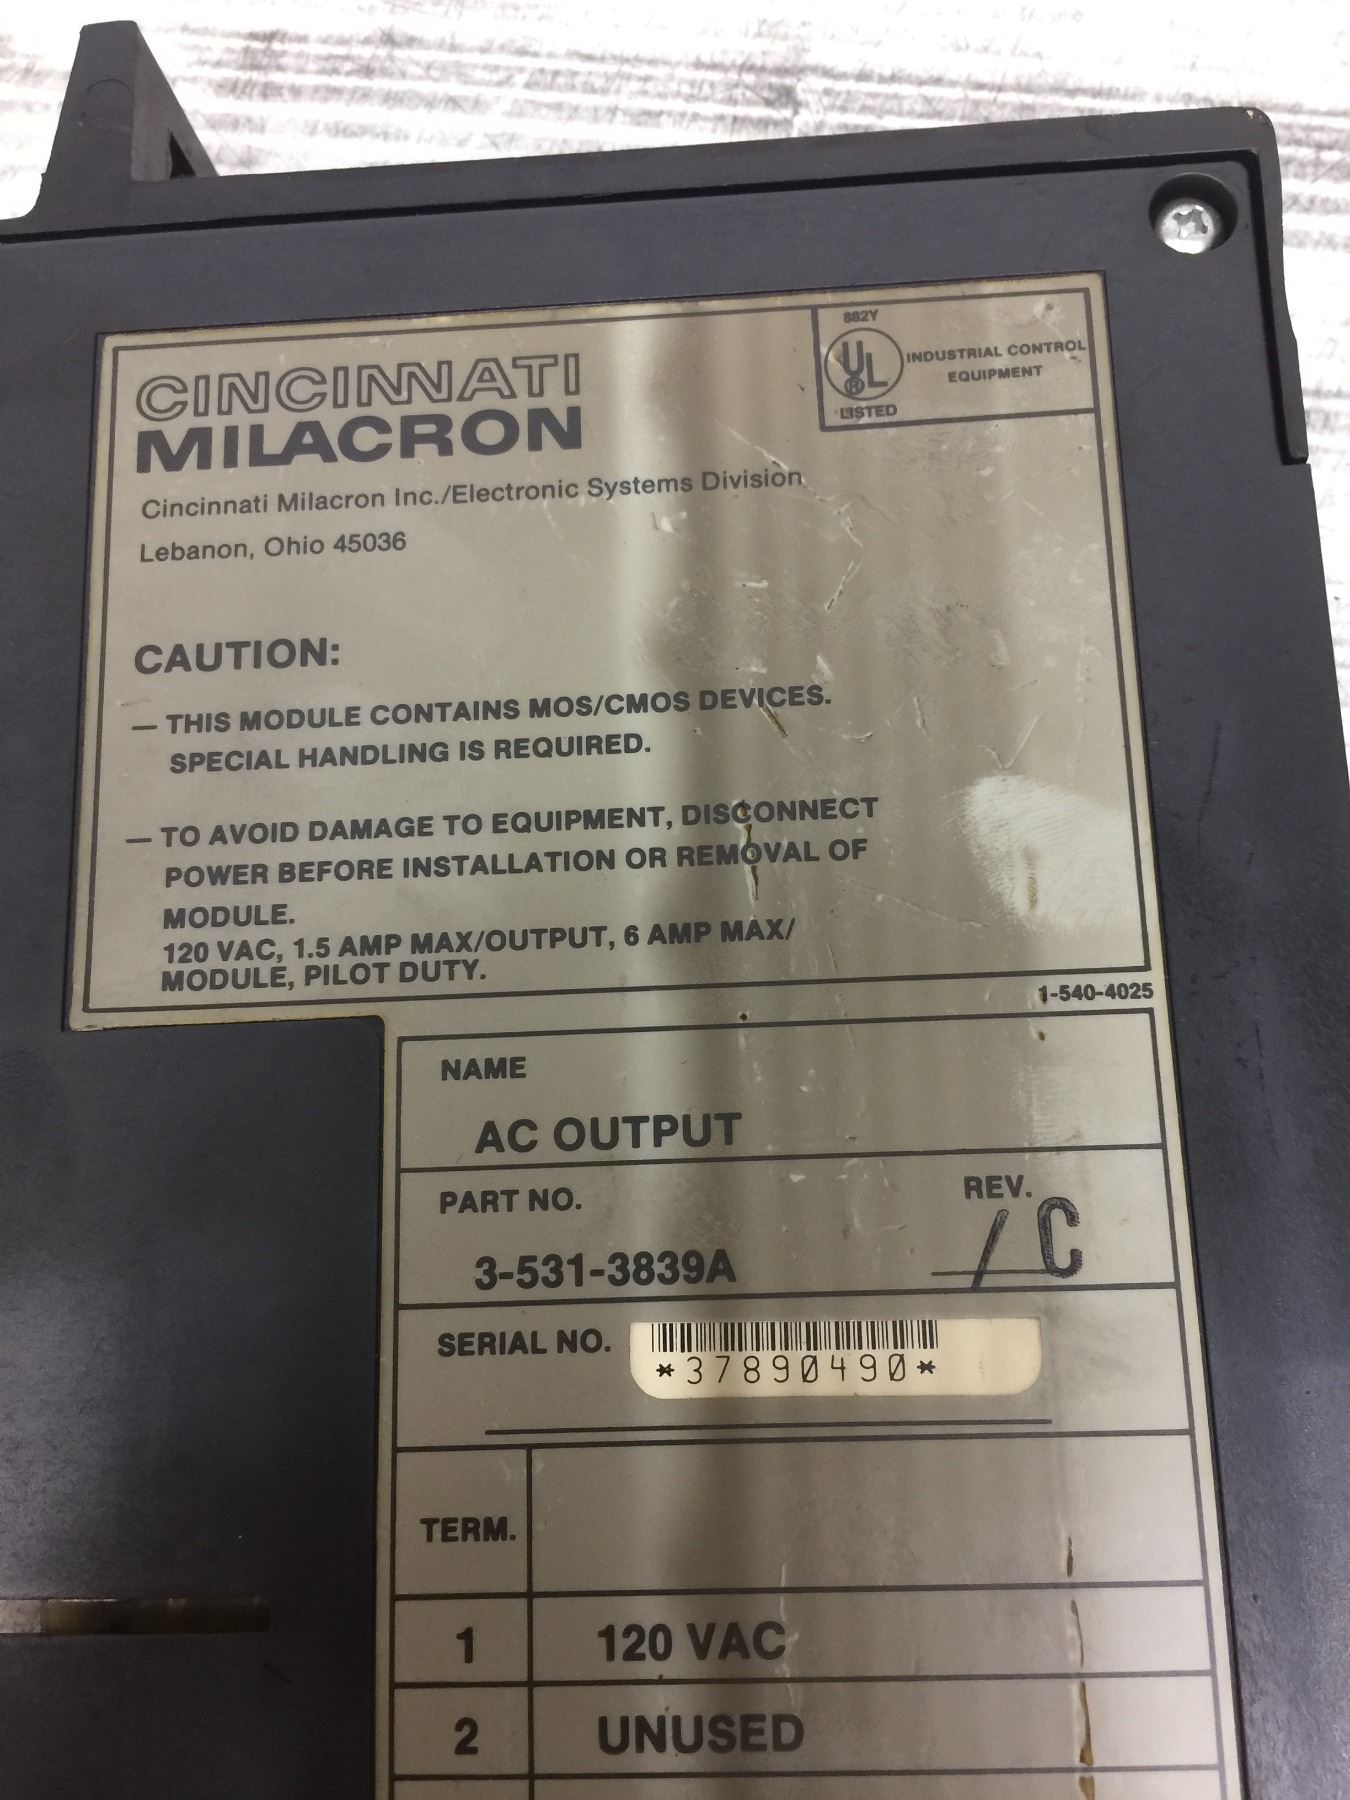 882Y
UL
®
INDUSTRIAL CONTROL
EQUIPMENT
LISTED
CINCINNATI
MILACRON
Cincinnati Milacron Inc./Electronic Systems Division
Lebanon, Ohio 45036
CAUTION:
— THIS MODULE CONTAINS MOS/CMOS DEVICES.
SPECIAL HANDLING IS REQUIRED.
— TO AVOID DAMAGE TO EQUIPMENT, DISCONNECT
POWER BEFORE INSTALLATION OR REMOVAL OF
MODULE.
120 VAC, 1.5 AMP MAX/OUTPUT, 6 AMP MAX/
MODULE, PILOT DUTY.
1-540-4025
NAME
AC OUTPUT
PART NO.
REV.
3-531-3839A
/C
SERIAL NO.
*37890490*
TERM.
1 120 VAC
2 UNUSED